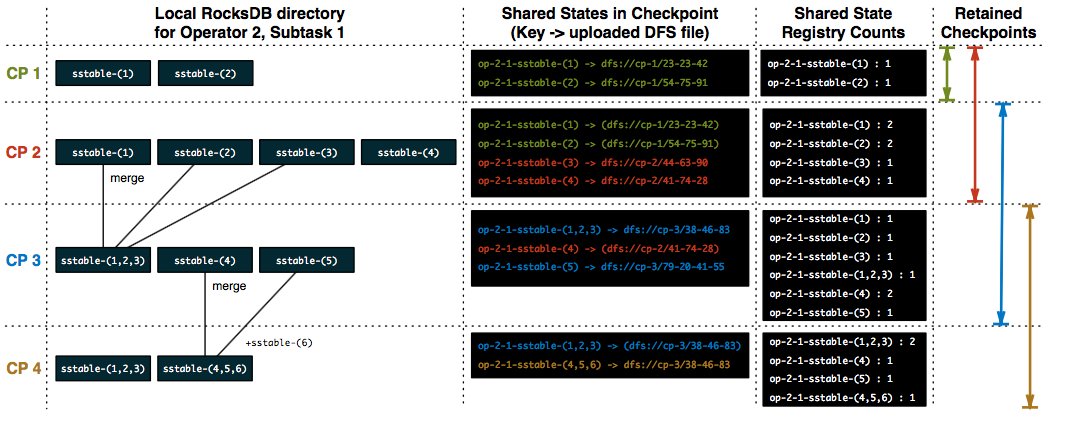 Local RocksDB directory
for Operator 2, Subtask 1
Shared States in Checkpoint
(Key -> uploaded DFS file)
Shared State
Registry Counts
Retained
Checkpoints
CP 1
sstable-(1)
sstable-(2)
op-2-1-sstable-(1) -> dfs://cp-1/23-23-42
op-2-1-sstable-(2) -> dfs://cp-1/54-75-91
op-2-1-sstable-(1) : 1
op-2-1-sstable-(2) : 1
CP 2
sstable-(1)
sstable-(2)
sstable-(3)
sstable-(4)
merge
op-2-1-sstable-(1) -> (dfs://cp-1/23-23-42)
op-2-1-sstable-(2) -> (dfs://cp-1/54-75-91)
op-2-1-sstable-(3) -> dfs://cp-2/44-63-90
op-2-1-sstable-(4) -> dfs://cp-2/41-74-28
op-2-1-sstable-(1) : 2
op-2-1-sstable-(2) : 2
op-2-1-sstable-(3) : 1
op-2-1-sstable-(4) : 1
CP 3
sstable-(1,2,3)
sstable-(4)
sstable-(5)
merge
+sstable-(6)
op-2-1-sstable-(1,2,3) -> dfs://cp-3/38-46-83
op-2-1-sstable-(4) -> (dfs://cp-2/41-74-28)
op-2-1-sstable-(5) -> dfs://cp-3/79-20-41-55
op-2-1-sstable-(1) : 1
op-2-1-sstable-(2) : 1
op-2-1-sstable-(3) : 1
op-2-1-sstable-(1,2,3) : 1
op-2-1-sstable-(4) : 2
op-2-1-sstable-(5) : 1
CP 4
sstable-(1,2,3)
sstable-(4,5,6)
op-2-1-sstable-(1,2,3) -> (dfs://cp-3/38-46-83)
op-2-1-sstable-(4,5,6) -> dfs://cp-3/38-46-83
op-2-1-sstable-(1,2,3) : 2
op-2-1-sstable-(4) : 1
op-2-1-sstable-(5) : 1
op-2-1-sstable-(4,5,6) : 1